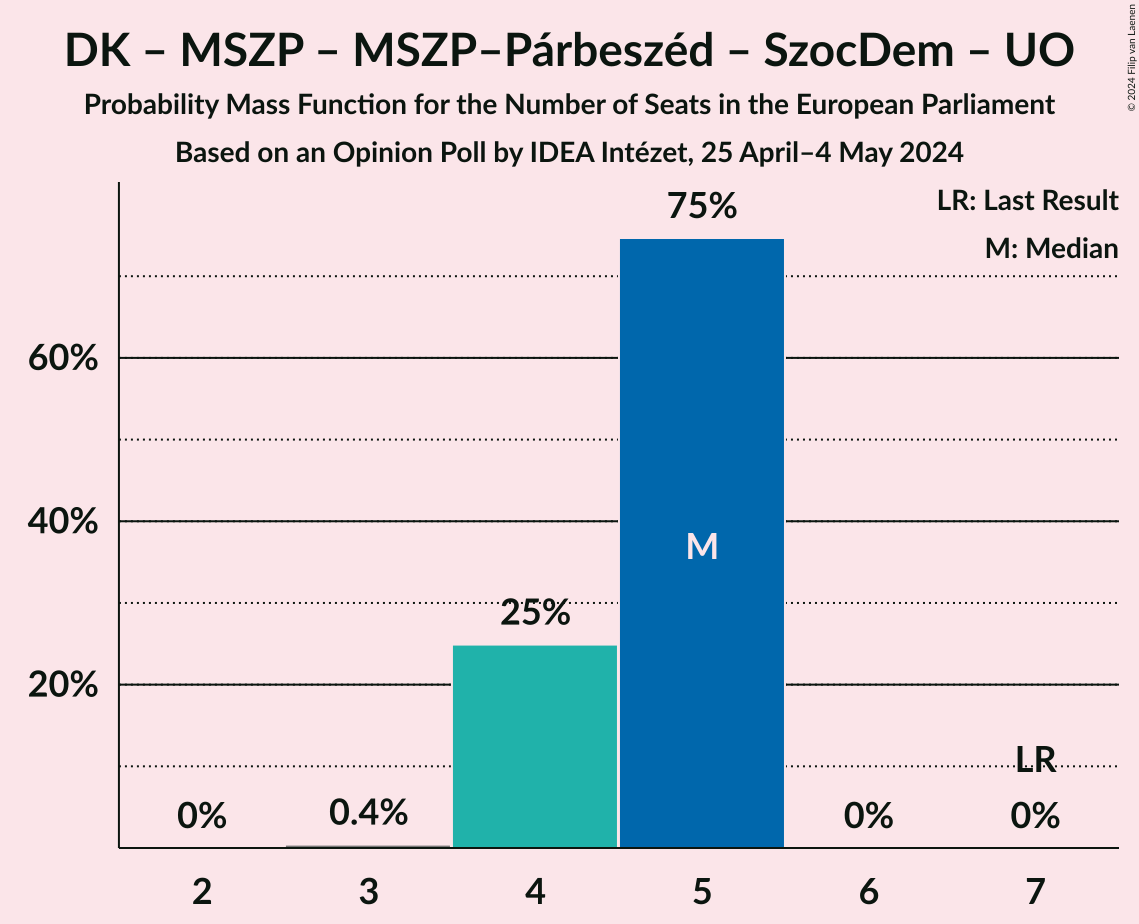 DK – MSZP – MSZP–Párbeszéd – SzocDem – UO
Probability Mass Function for the Number of Seats in the European Parliament
Based on an Opinion Poll by IDEA Intézet, 25 April–4 May 2024
© 2024 Filip van Laenen
LR: Last Result
M: Median
75%
60%
40%
20%
M
25%
LR
0%
0.4%
0%
0%
2
3
4
5
6
7